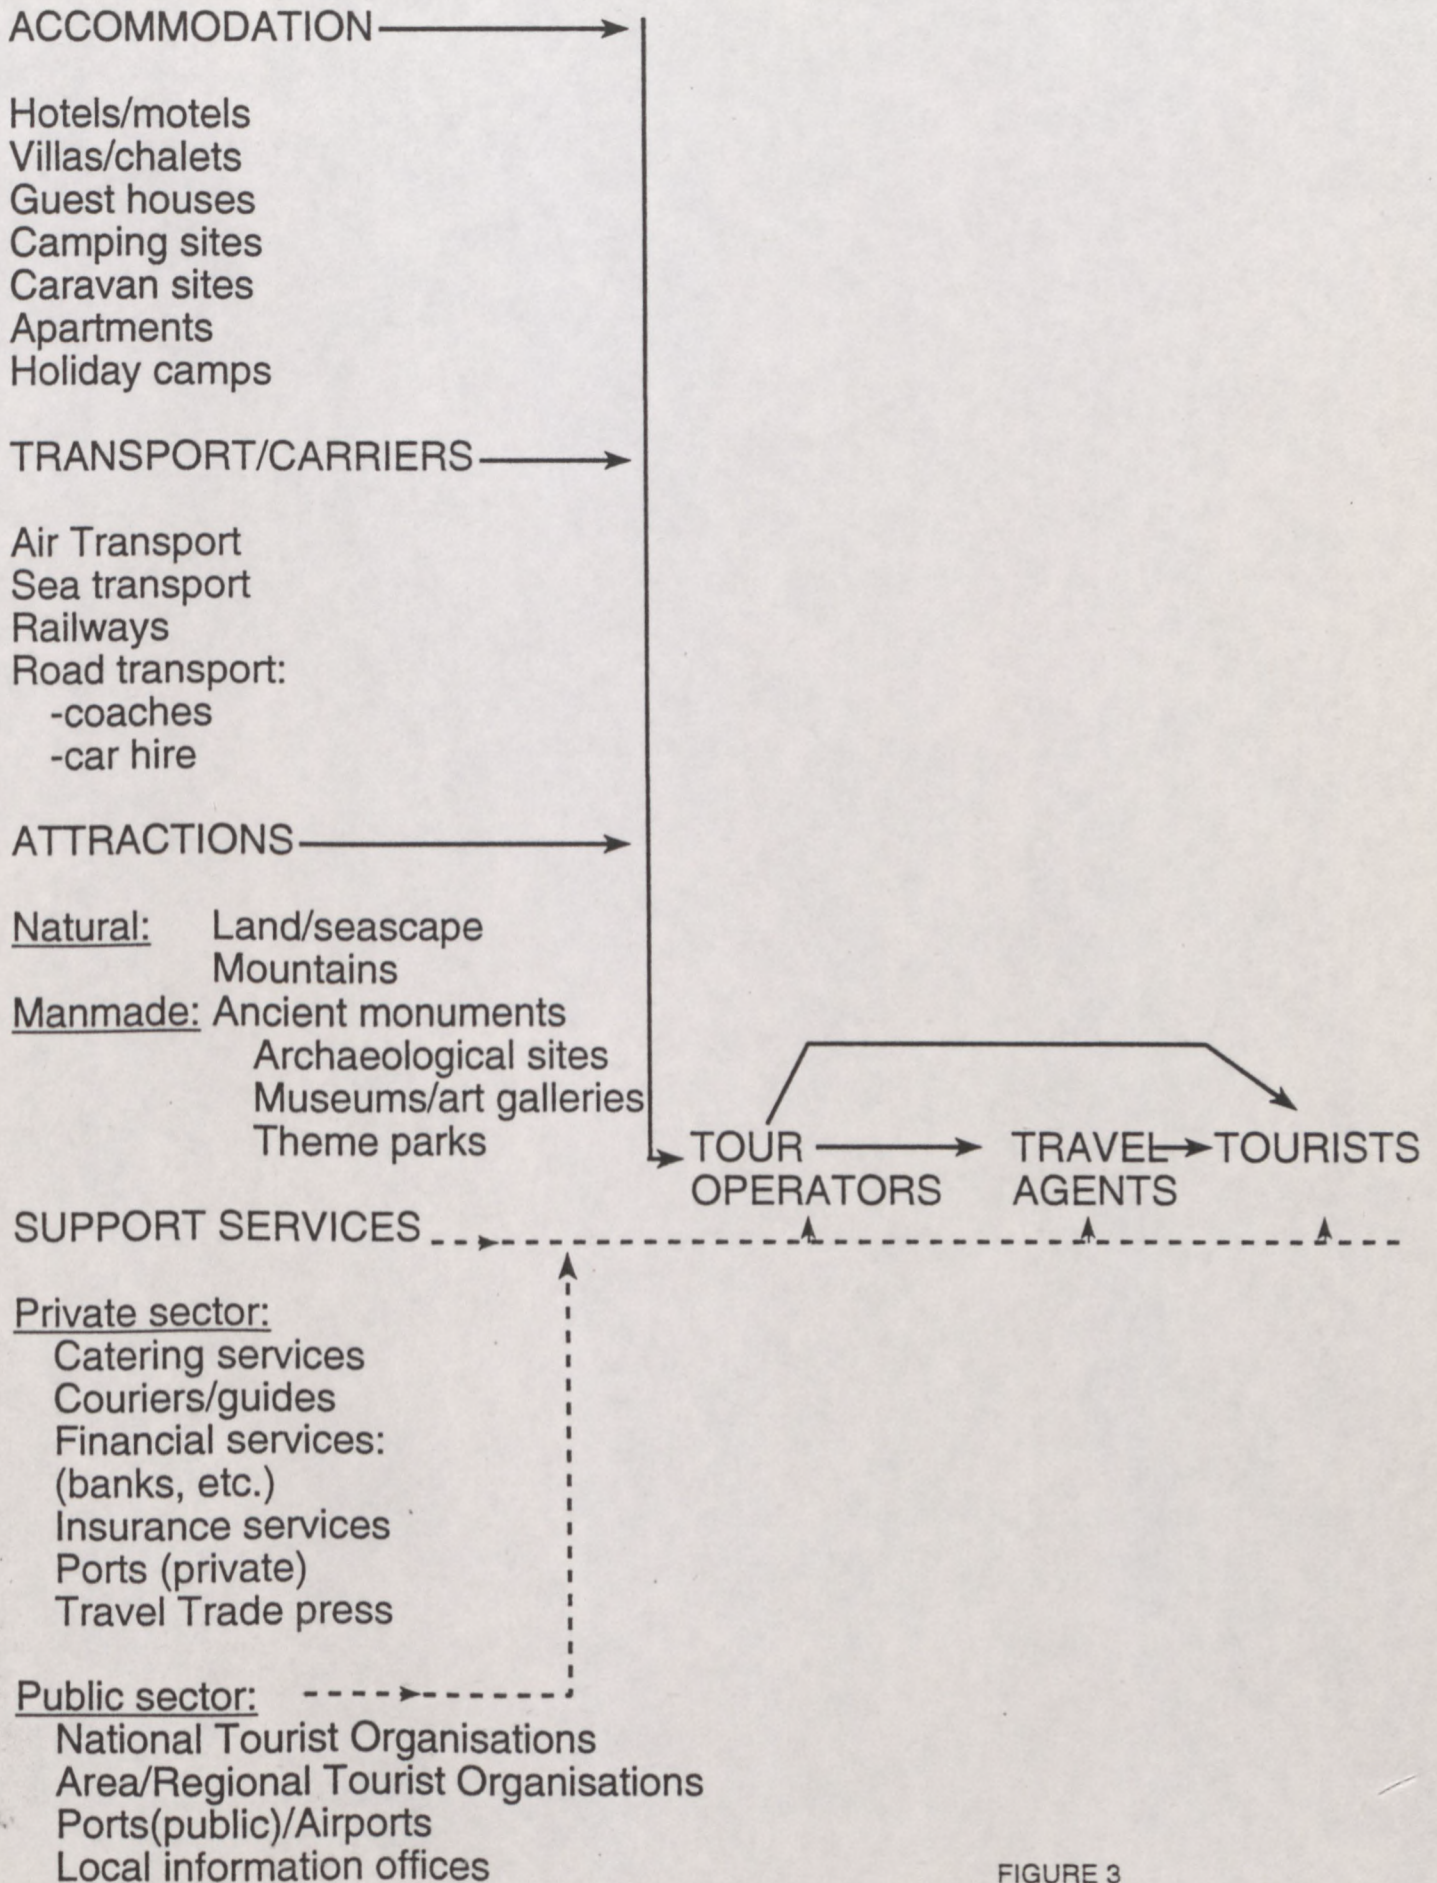 ACCOMMODATION
Hotels/motels
Villas/chalets
Guest houses
Camping sites
Caravan sites
Apartments
Holiday camps
TRANSPORT/CARRIERS
Air Transport
Sea transport
Railways
Road transport:
-coaches
-car hire
ATTRACTIONS
Natural: Land/seascape
Mountains
Manmade: Ancient monuments
Archaeological sites
Museums/art galleries
Theme parks
TOUR TRAVEL TOURISTS
OPERATORS AGENTS
SUPPORT SERVICES
Private sector:
Catering services
Couriers/guides
Financial services:
(banks, etc.)
Insurance services
Ports (private)
Travel Trade press
Public sector:
National Tourist Organisations
Area/Regional Tourist Organisations
Ports(public)/Airports
Local information offices
FIGURE 3